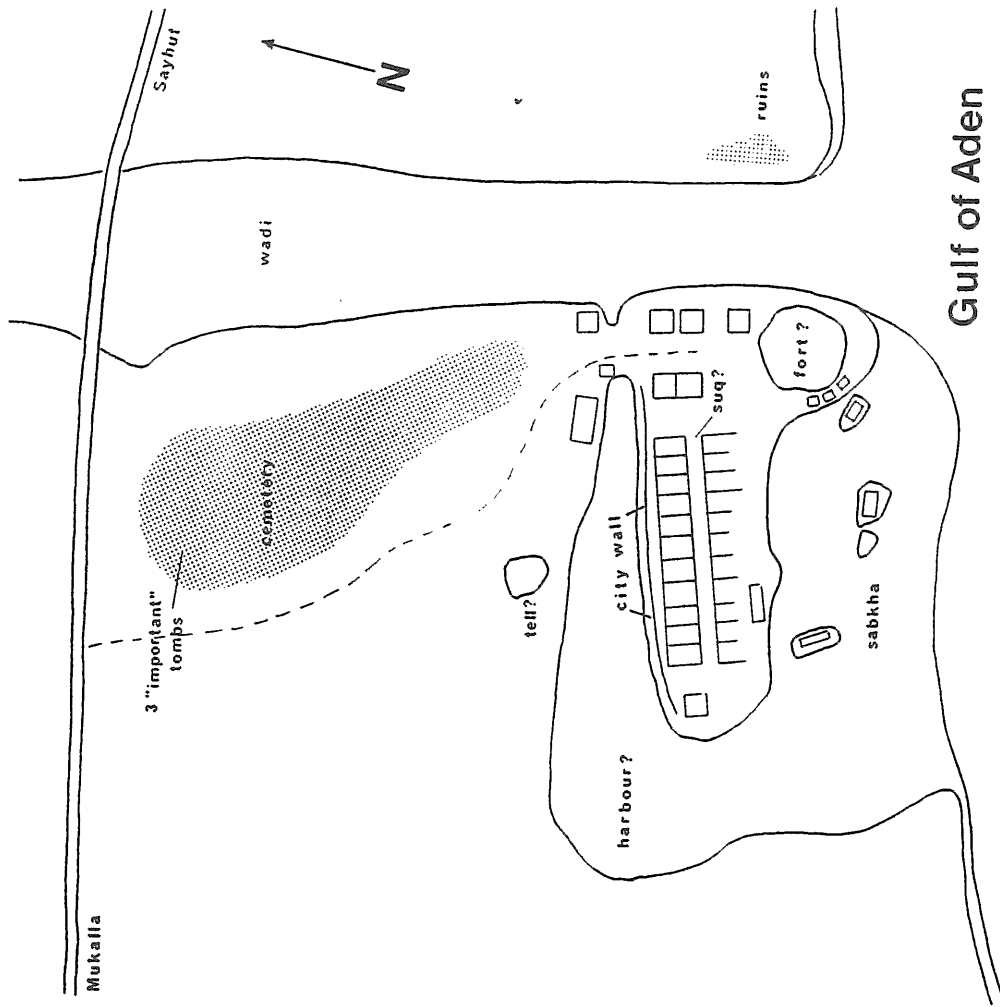 Sayhut
N
ruins
wadi
Gulf of Aden
fort?
suq?
cemetery
3 "important"
tombs
city wall
tell?
sabkha
harbour?
Mukalla